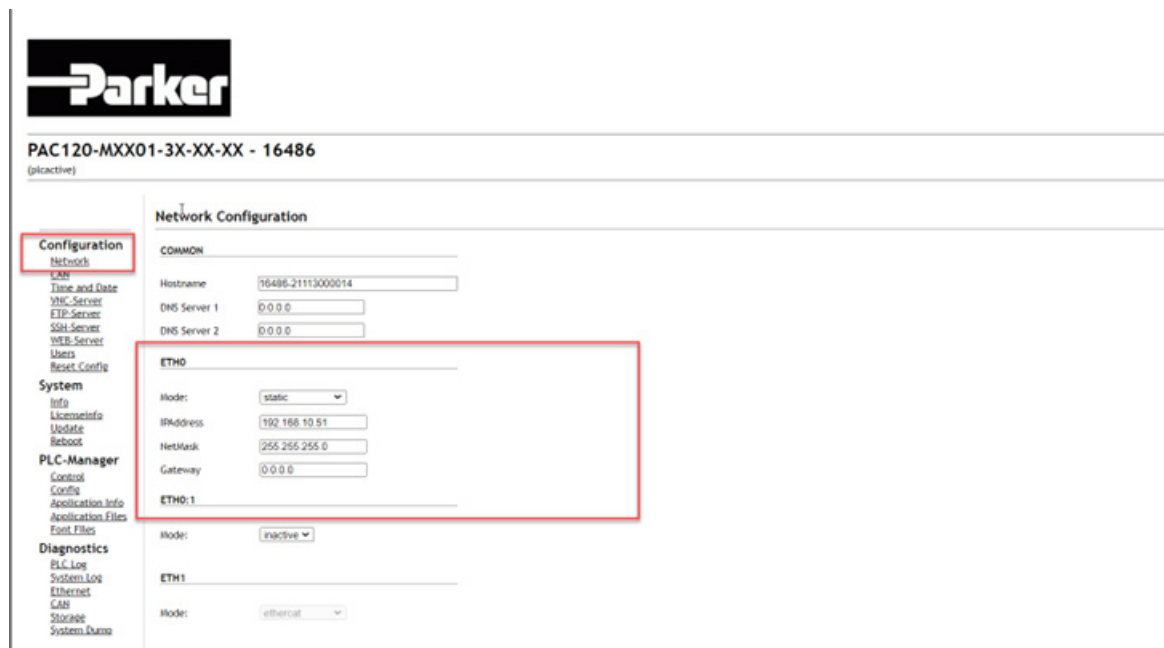 Parker
PAC120-MXX01-3X-XX-XX - 16486
(plcactive)
Configuration
Network
CAN
Time and Date
VNC-Server
FTP-Server
SSH-Server
WEB-Server
Users
Reset Config
System
Info
Licenseinfo
Update
Reboot
PLC-Manager
Control
Config
Application Info
Application Files
Font Files
Diagnostics
PLC Log
System Log
Ethernet
CAN
Storage
System Dump
Network Configuration
COMMON
Hostname 16486-21113000014
DNS Server 1 0.0.0.0
DNS Server 2 0.0.0.0
ETH0
Mode: static
IPAddress 192.168.10.51
NetMask 255.255.255.0
Gateway 0.0.0.0
ETH0:1
Mode: inactive
ETH1
Mode: ethercat